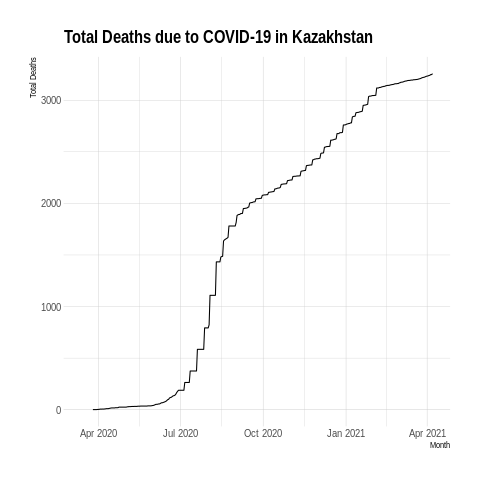 Total Deaths due to COVID-19 in Kazakhstan
Total Deaths
3000
2000
1000
0
Apr 2020 Jul 2020 Oct 2020 Jan 2021 Apr 2021
Month